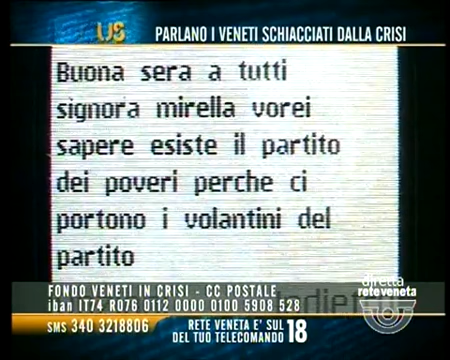 US
PARLANO I VENETI SCHIACCIATI DALLA CRISI
Buona sera a tutti
signora mirella vorei
sapere esiste il partito
dei poveri perche ci
portono i volantini del
partito
FONDO VENETI IN CRISI - CC POSTALE
iban IT74 R076 0112 0000 0100 5908 528
diretta
reteveneta
SMS 340 3218806
RETE VENETA E' SUL
DEL TUO TELECOMANDO 18